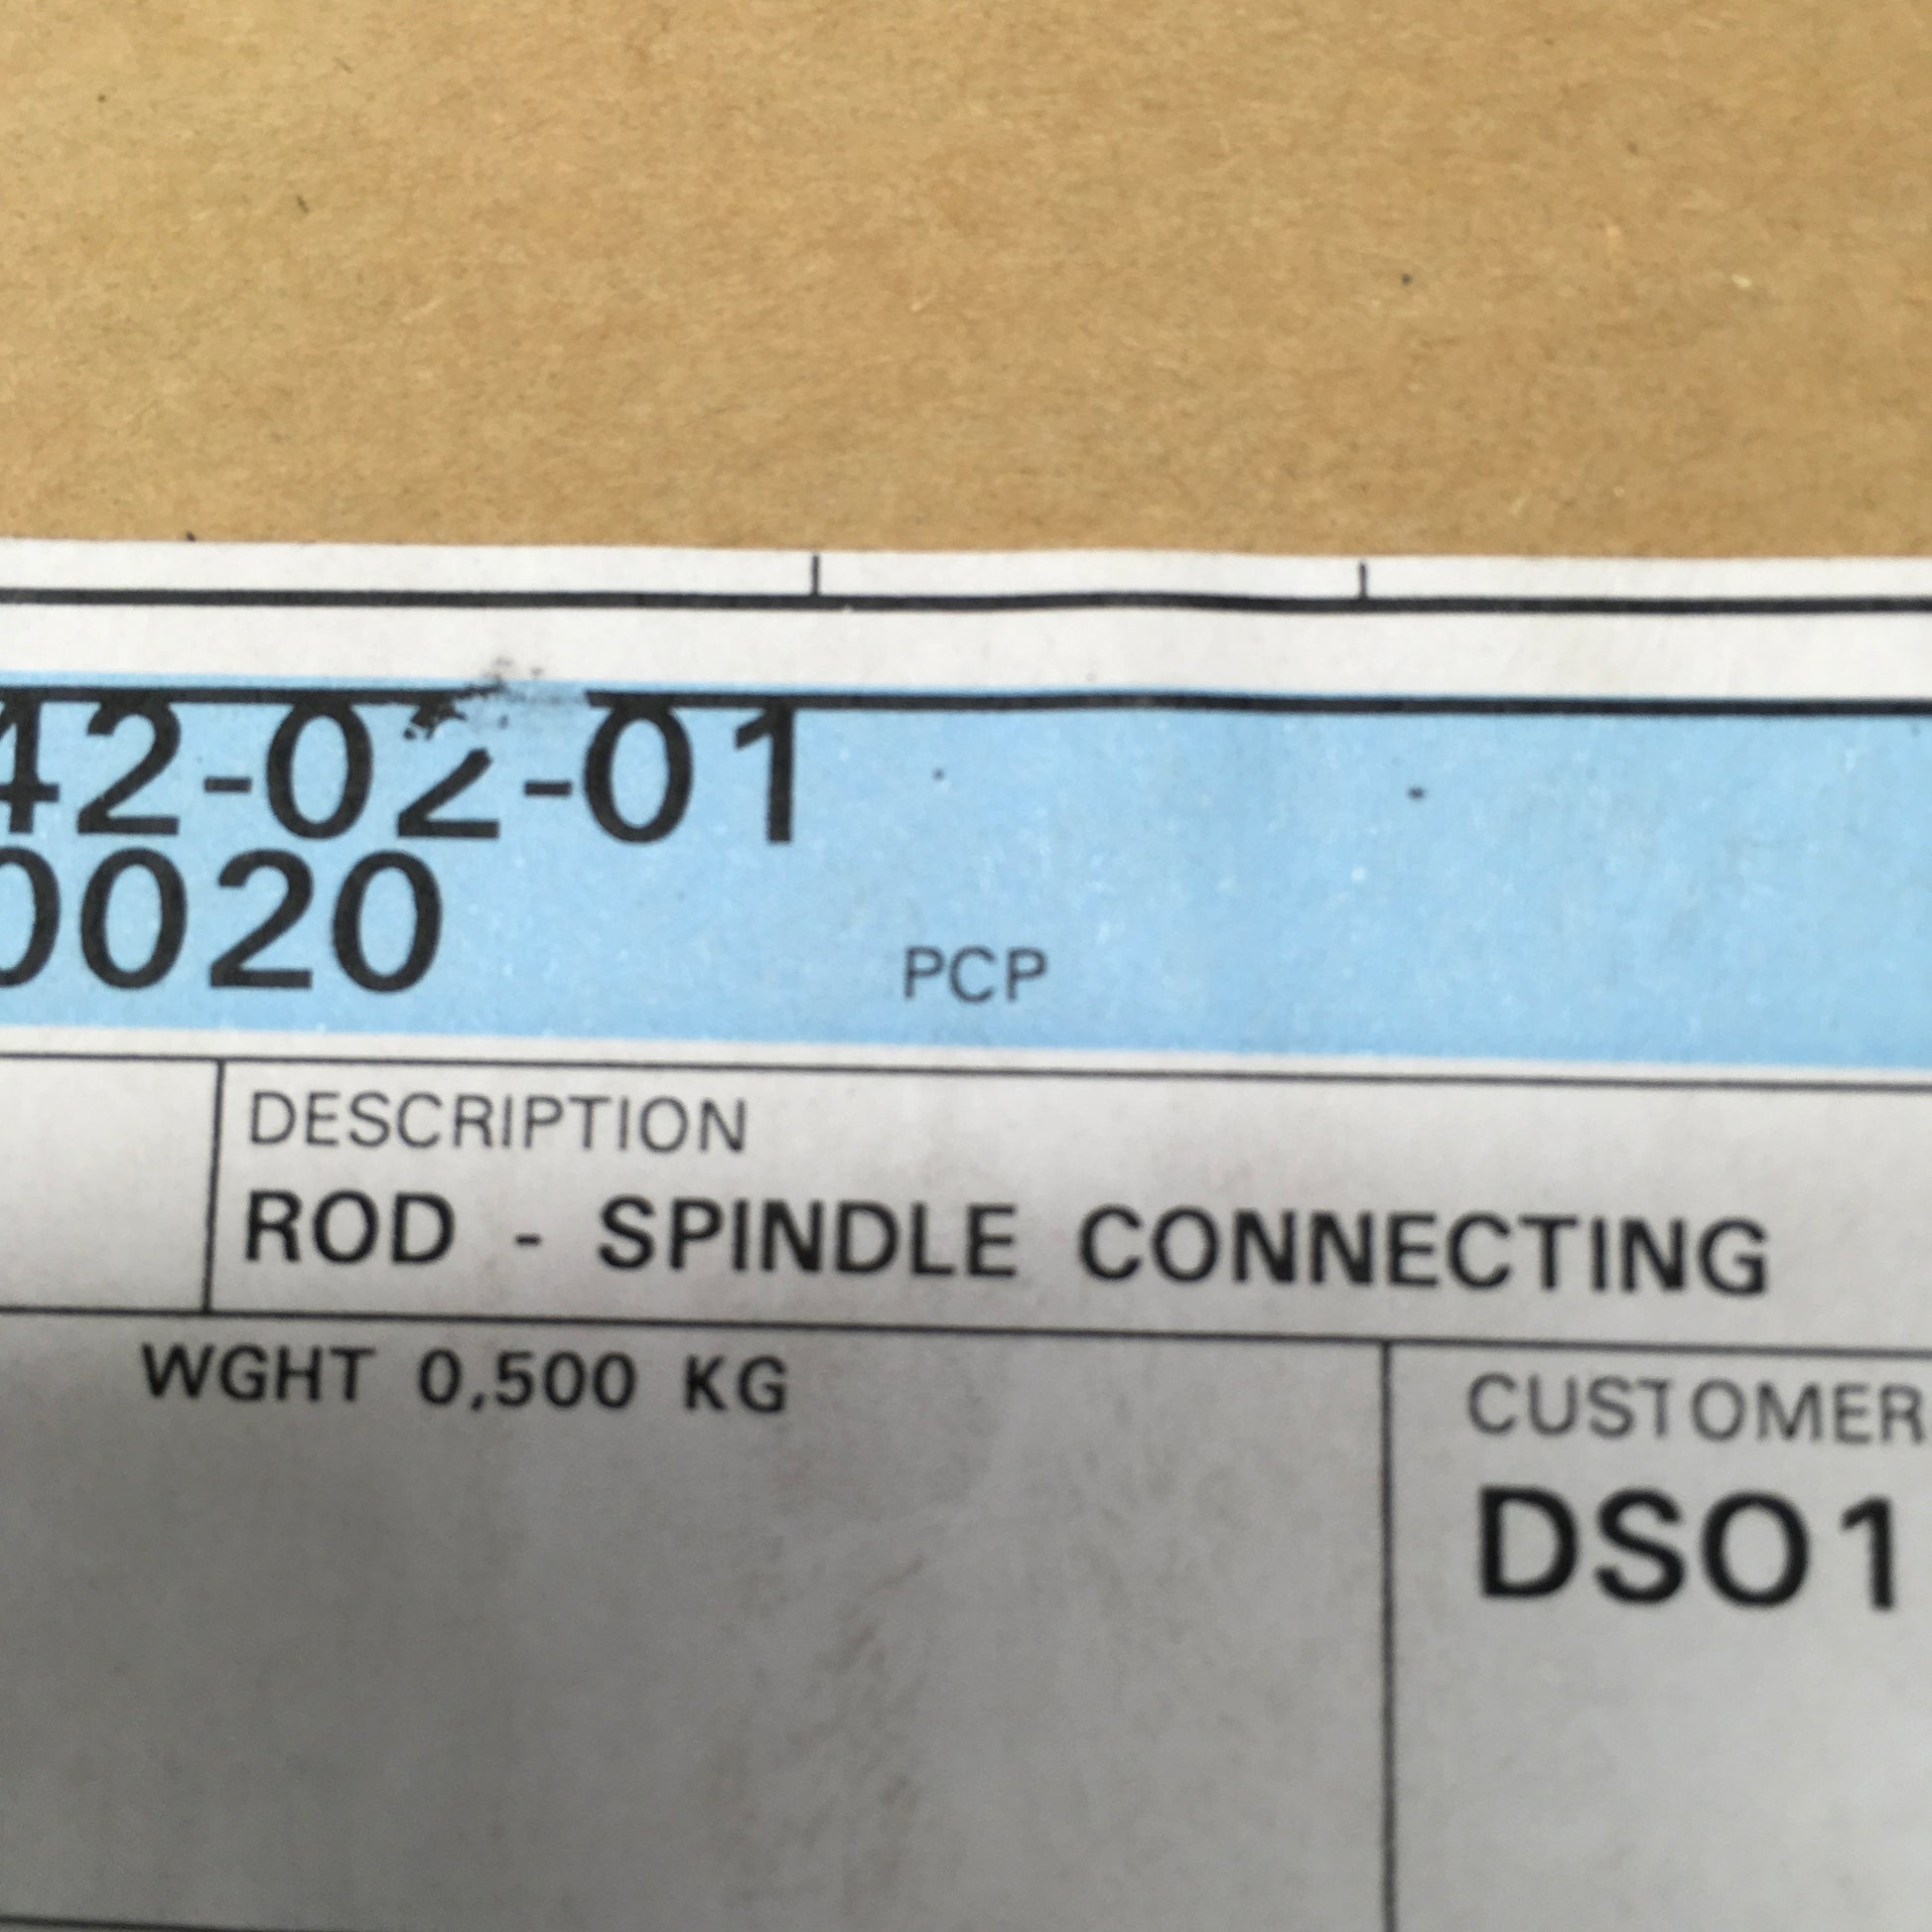 42-02-01
0020
PCP
DESCRIPTION
ROD - SPINDLE CONNECTING
WGHT 0,500 KG
CUSTOMER
DSO1